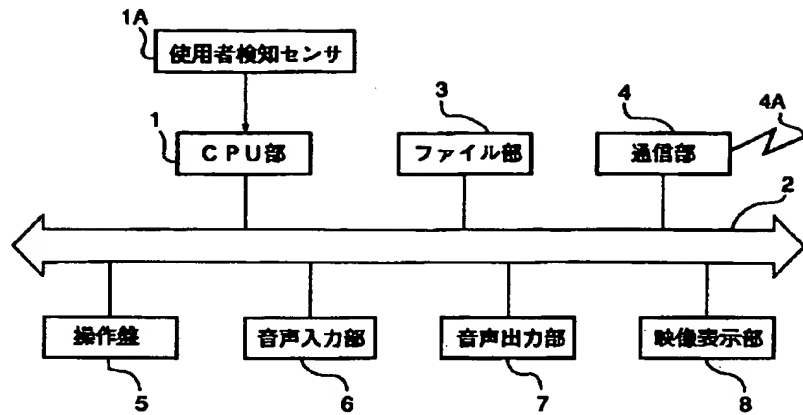 1A
使用者検知センサ
3
4
4A
1
CPU部
ファイル部
通信部
2
操作盤
音声入力部
音声出力部
映像表示部
5
6
7
8